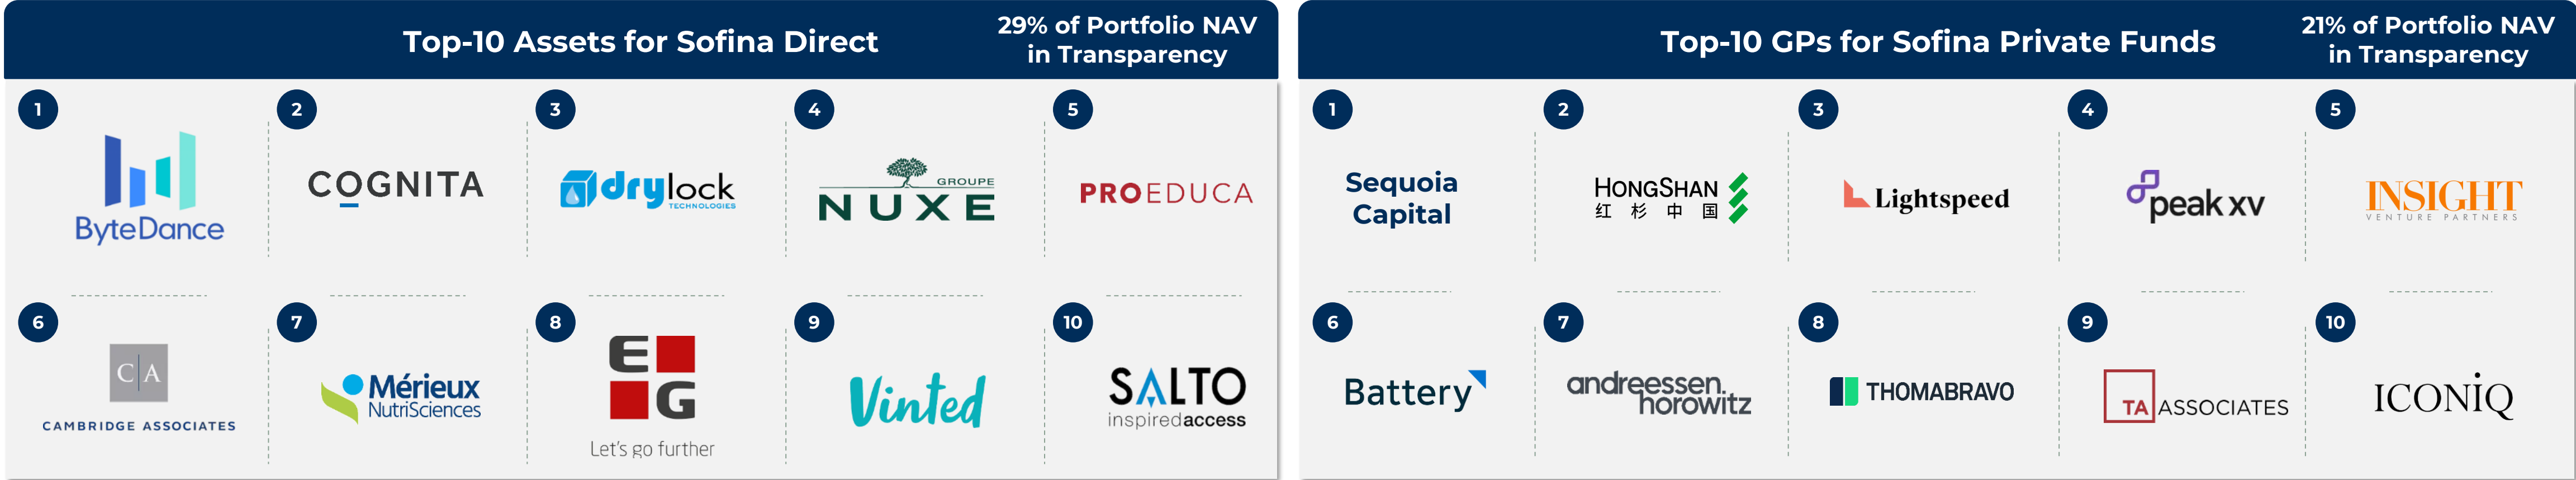 Top-10 Assets for Sofina Direct
29% of Portfolio NAV
in Transparency
1
ByteDance
2
COGNITA
3
drylock
TECHNOLOGIES
4
GROUPE
NUXE
5
PROEDUCA
6
C A
CAMBRIDGE ASSOCIATES
7
Mérieux
NutriSciences
8
E
G
Let's go further
9
Vinted
10
SALTO
inspiredaccess
Top-10 GPs for Sofina Private Funds
21% of Portfolio NAV
in Transparency
1
Sequoia
Capital
2
HONGSHAN
红杉中国
3
Lightspeed
4
peak xv
5
INSIGHT
VENTURE PARTNERS
6
Battery
7
andreessen.
horowitz
8
THOMABRAVO
9
TA ASSOCIATES
10
ICONIQ